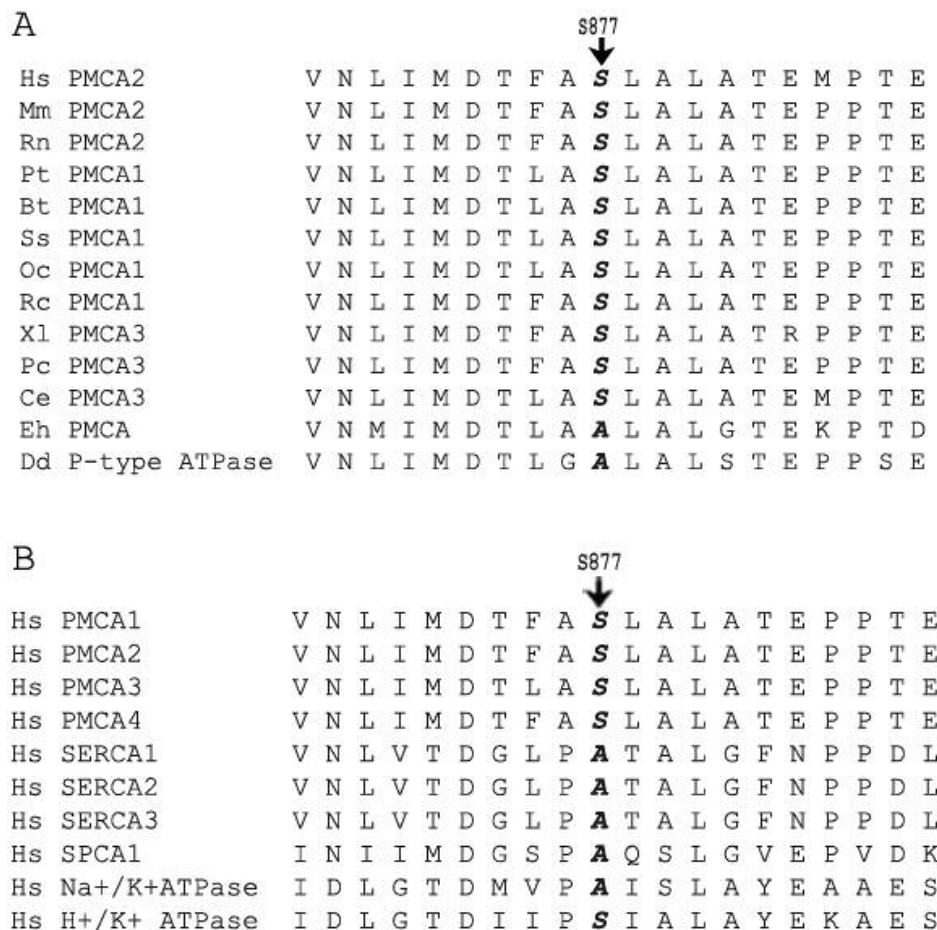 A
S877
Hs PMCA2 V N L I M D T F A S L A L A T E M P T E
Mm PMCA2 V N L I M D T F A S L A L A T E P P T E
Rn PMCA2 V N L I M D T F A S L A L A T E P P T E
Pt PMCA1 V N L I M D T L A S L A L A T E P P T E
Bt PMCA1 V N L I M D T L A S L A L A T E P P T E
Ss PMCA1 V N L I M D T L A S L A L A T E P P T E
Oc PMCA1 V N L I M D T L A S L A L A T E P P T E
Rc PMCA1 V N L I M D T F A S L A L A T E P P T E
Xl PMCA3 V N L I M D T F A S L A L A T R P P T E
Pc PMCA3 V N L I M D T F A S L A L A T E P P T E
Ce PMCA3 V N L I M D T L A S L A L A T E M P T E
Eh PMCA V N M I M D T L A A L A L G T E K P T D
Dd P-type ATPase V N L I M D T L G A L A L S T E P P S E
B
S877
Hs PMCA1 V N L I M D T F A S L A L A T E P P T E
Hs PMCA2 V N L I M D T F A S L A L A T E P P T E
Hs PMCA3 V N L I M D T L A S L A L A T E P P T E
Hs PMCA4 V N L I M D T F A S L A L A T E P P T E
Hs SERCA1 V N L V T D G L P A T A L G F N P P D L
Hs SERCA2 V N L V T D G L P A T A L G F N P P D L
Hs SERCA3 V N L V T D G L P A T A L G F N P P D L
Hs SPCA1 I N I I M D G S P A Q S L G V E P V D K
Hs Na+/K+ATPase I D L G T D M V P A I S L A Y E A A E S
Hs H+/K+ ATPase I D L G T D I I P S I A L A Y E K A E S